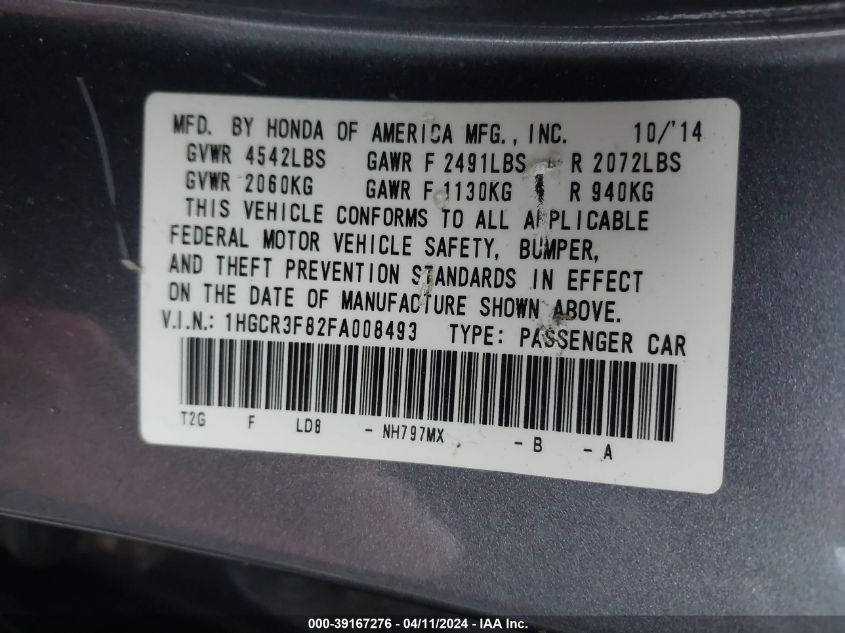 MFD. BY HONDA OF AMERICA MFG., INC. 10/'14
GVWR 4542LBS GAWR F 2491LBS R 2072LBS
GVWR 2060KG GAWR F 1130KG R 940KG
THIS VEHICLE CONFORMS TO ALL APPLICABLE
FEDERAL MOTOR VEHICLE SAFETY, BUMPER,
AND THEFT PREVENTION STANDARDS IN EFFECT
ON THE DATE OF MANUFACTURE SHOWN ABOVE.
V.I.N.: 1HGCR3F82FA008493 TYPE: PASSENGER CAR
T2G F LD8 - NH797MX - B - A
000-39167276 - 04/11/2024 - IAA Inc.